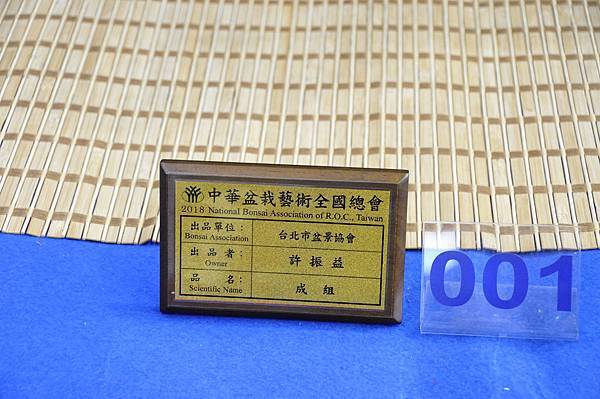 中華盆栽藝術全國總會
2018 National Bonsai Association of R.O.C., Taiwan
出品單位： 台北市盆景協會
Bonsai Association
出品者： 許振益
Owner
品名： 成組
Scientific Name
001